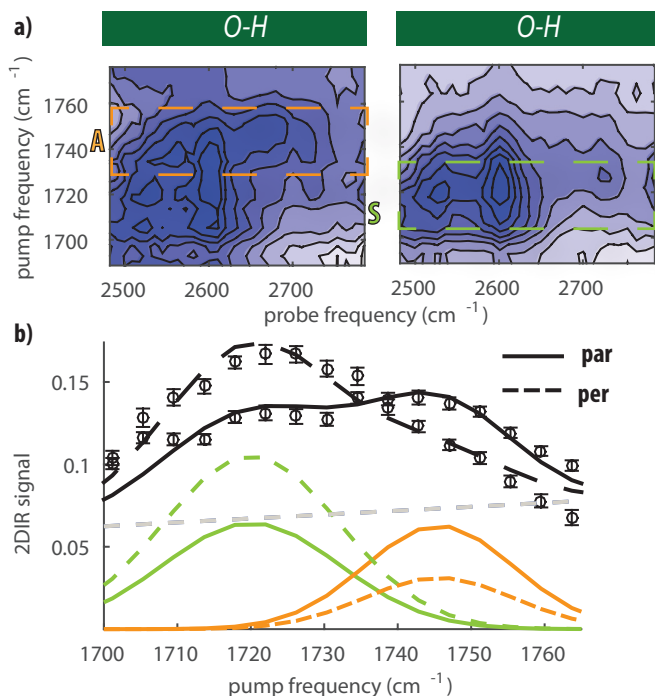 a)
O-H
O-H
pump frequency (cm⁻¹)
1760
1740
1720
1700
A
S
2500
2600
2700
2500
2600
2700
probe frequency (cm⁻¹)
b)
2DIR signal
0.15
0.1
0.05
par
per
1700
1710
1720
1730
1740
1750
1760
pump frequency (cm⁻¹)